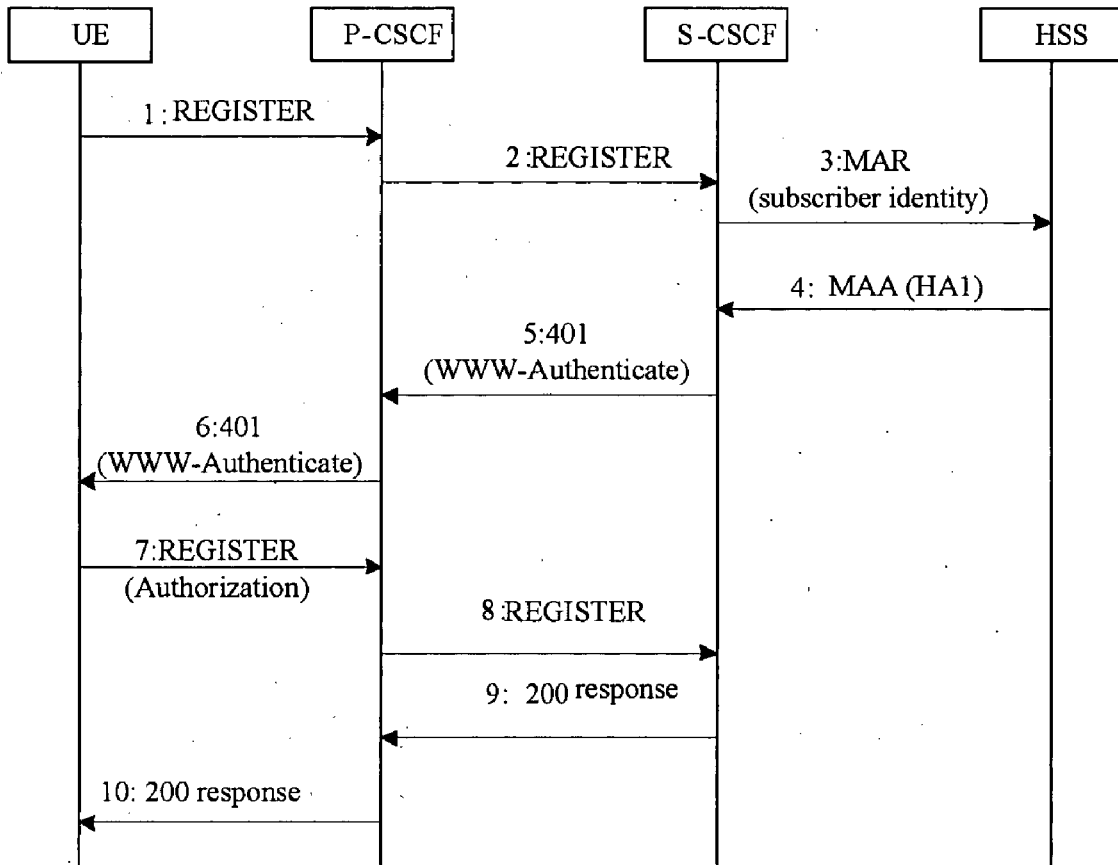 UE
P-CSCF
S-CSCF
HSS
1:REGISTER
2:REGISTER
3:MAR
(subscriber identity)
4: MAA (HA1)
5:401
(WWW-Authenticate)
6:401
(WWW-Authenticate)
7:REGISTER
(Authorization)
8:REGISTER
9: 200 response
10: 200 response